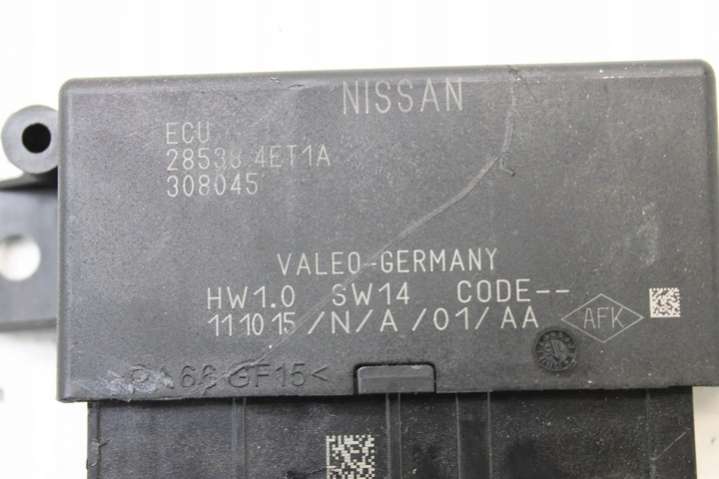 NISSAN
ECU
28538 4ET1A
308045
VALEO-GERMANY
HW1.0 SW14 CODE--
111015/N/A/01/AA AFK
>PA66 GF15<